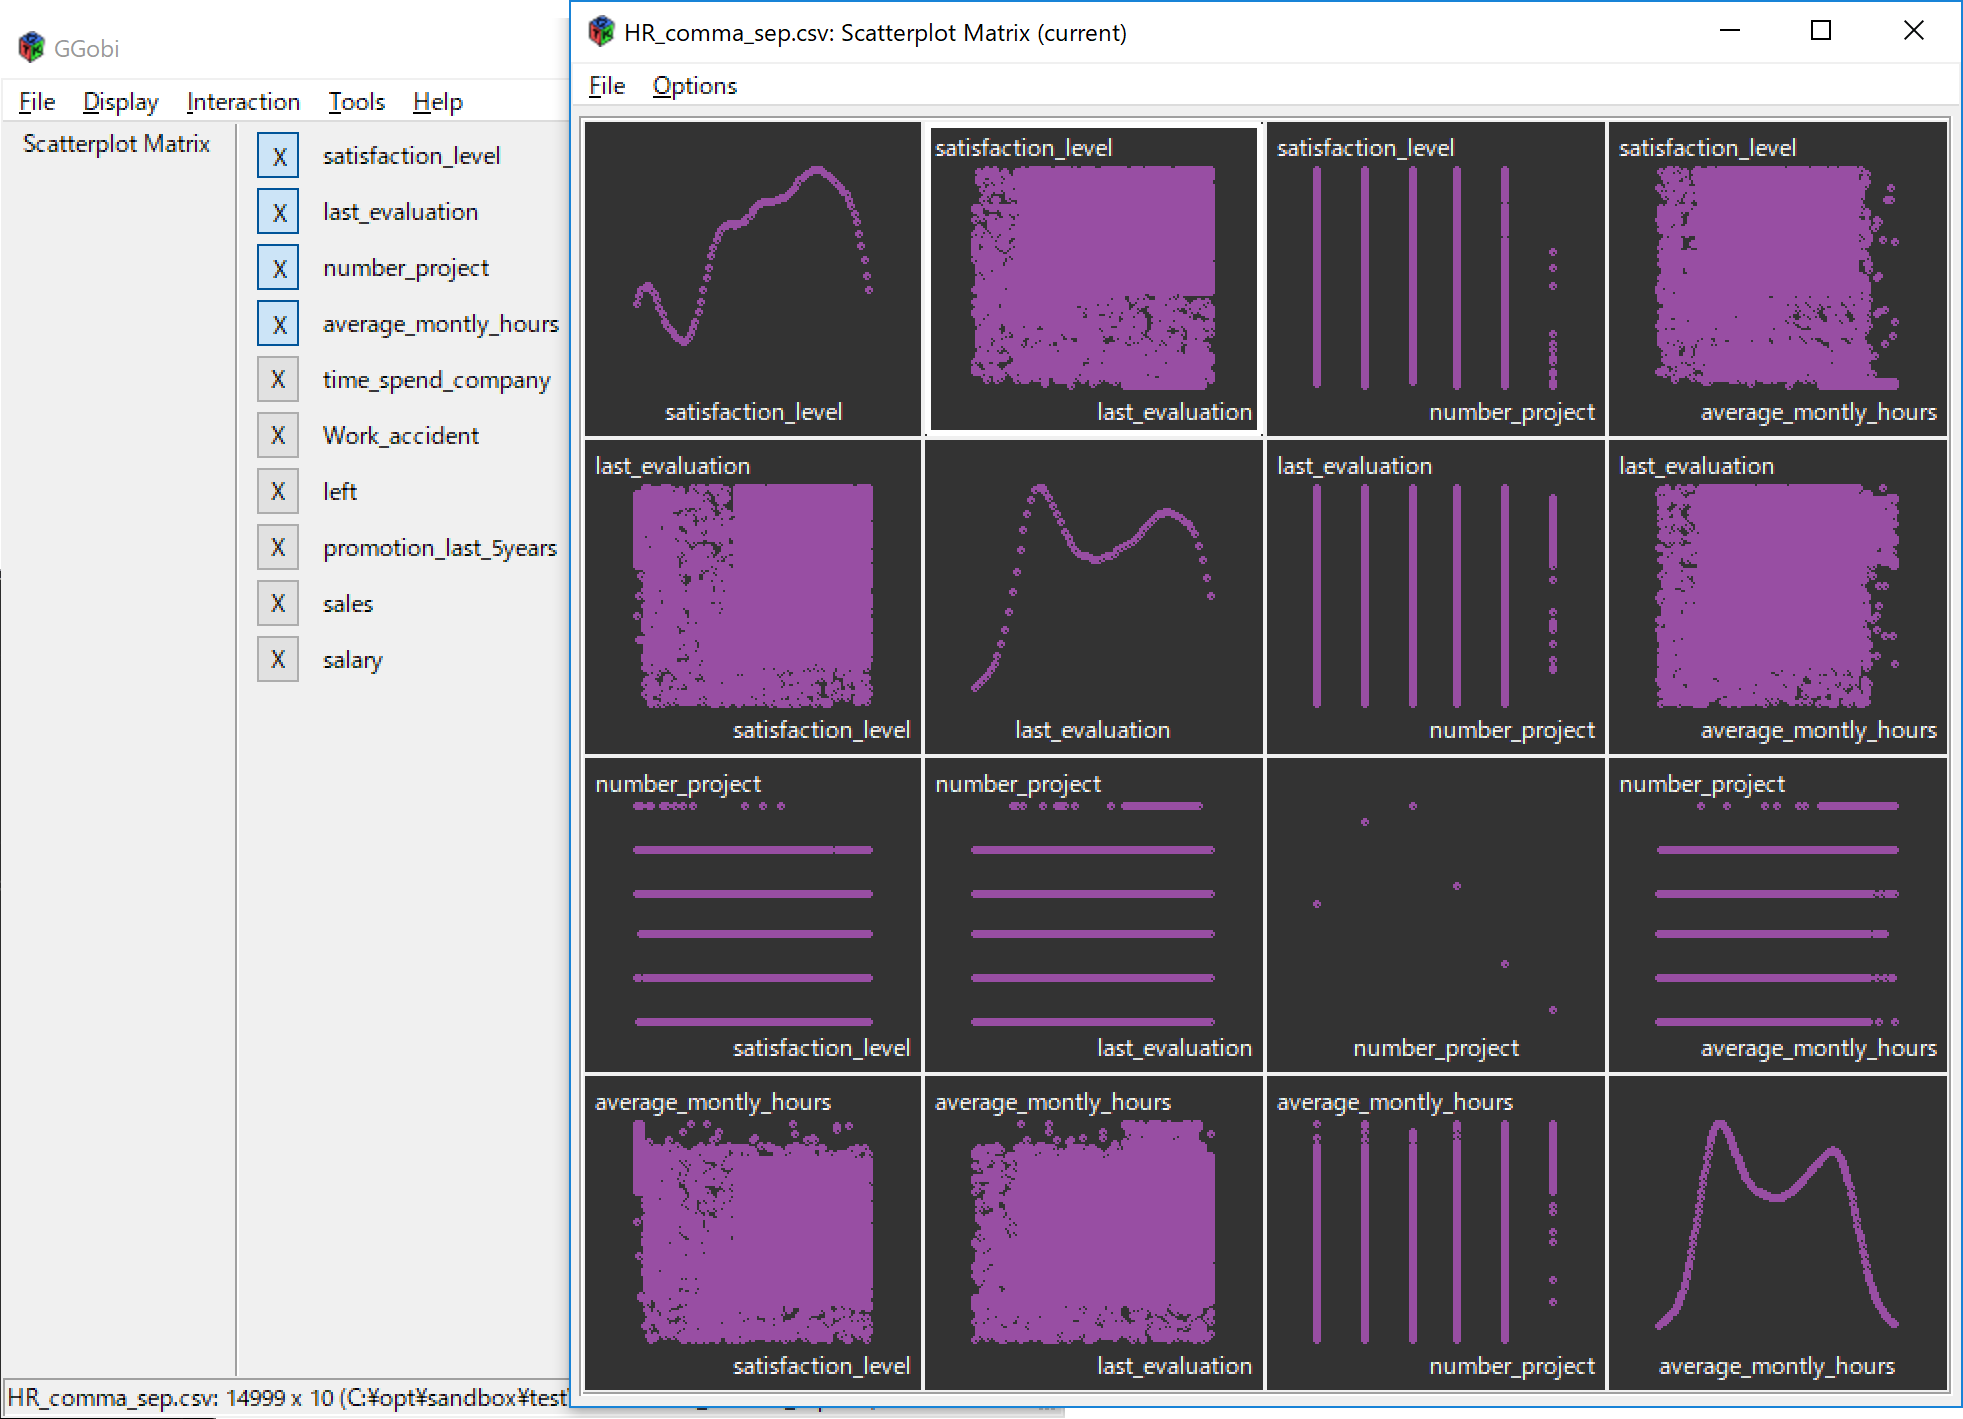 GGobi
File Display Interaction Tools Help
Scatterplot Matrix
X satisfaction_level
X last_evaluation
X number_project
X average_montly_hours
X time_spend_company
X Work_accident
X left
X promotion_last_5years
X sales
X salary
HR_comma_sep.csv: 14999 x 10 (C:¥opt¥sandbox¥test
HR_comma_sep.csv: Scatterplot Matrix (current)
File Options
satisfaction_level
satisfaction_level
last_evaluation
satisfaction_level
number_project
satisfaction_level
average_montly_hours
last_evaluation
satisfaction_level
last_evaluation
last_evaluation
number_project
last_evaluation
average_montly_hours
number_project
satisfaction_level
number_project
last_evaluation
number_project
number_project
average_montly_hours
average_montly_hours
satisfaction_level
average_montly_hours
last_evaluation
average_montly_hours
number_project
average_montly_hours